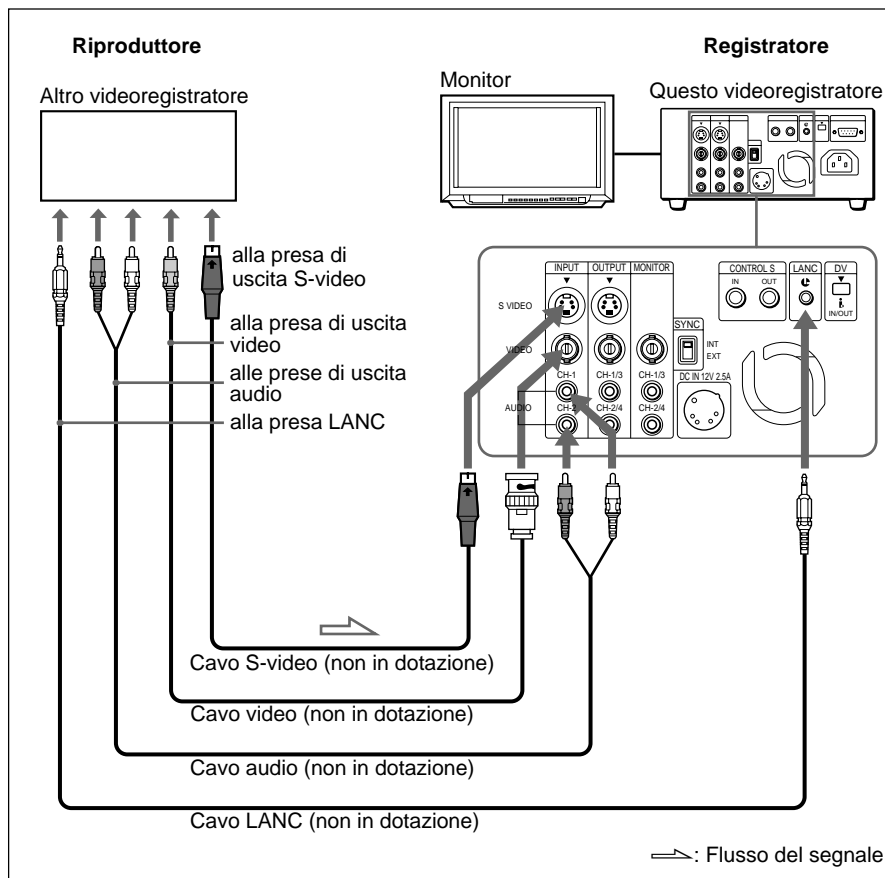 Riproduttore
Registratore
Altro videoregistratore
Monitor
Questo videoregistratore
alla presa di
uscita S-video
alla presa di uscita
video
alle prese di uscita
audio
alla presa LANC
INPUT OUTPUT MONITOR
CONTROL S
IN OUT
LANC
DV
IN/OUT
S VIDEO
VIDEO
SYNC
INT
EXT
CH-1 CH-1/3 CH-1/3
DC IN 12V 2.5A
AUDIO
CH-2 CH-2/4 CH-2/4
Cavo S-video (non in dotazione)
Cavo video (non in dotazione)
Cavo audio (non in dotazione)
Cavo LANC (non in dotazione)
: Flusso del segnale